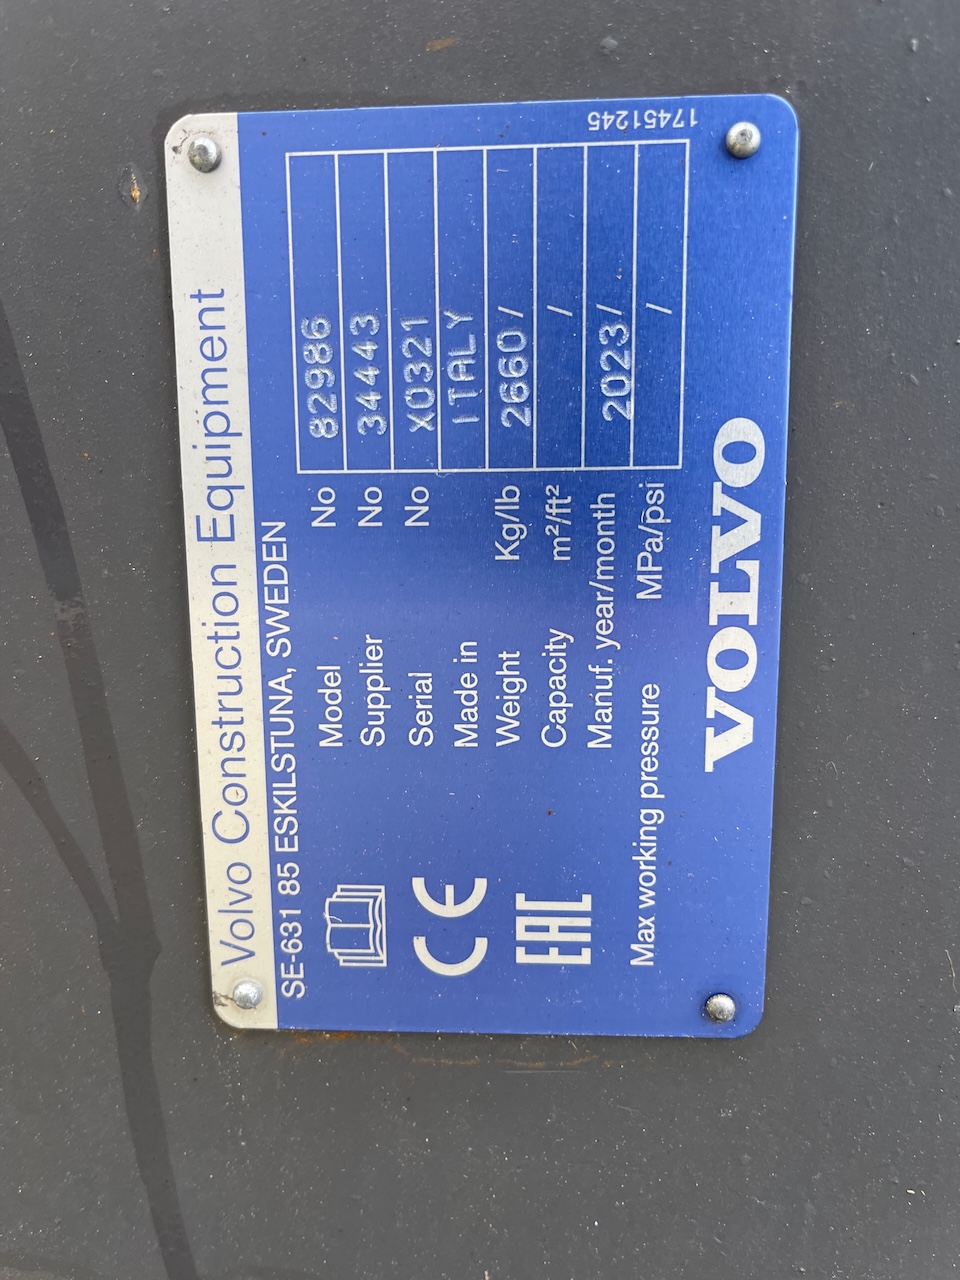 Volvo Construction Equipment
SE-631 85 ESKILSTUNA, SWEDEN
Model No 82986
Supplier No 34443
Serial No X0321
Made in ITALY
Weight Kg/lb 2660/
Capacity m²/ft² /
Manuf. year/month 2023/
Max working pressure MPa/psi /
CE
EAC
VOLVO
17451245